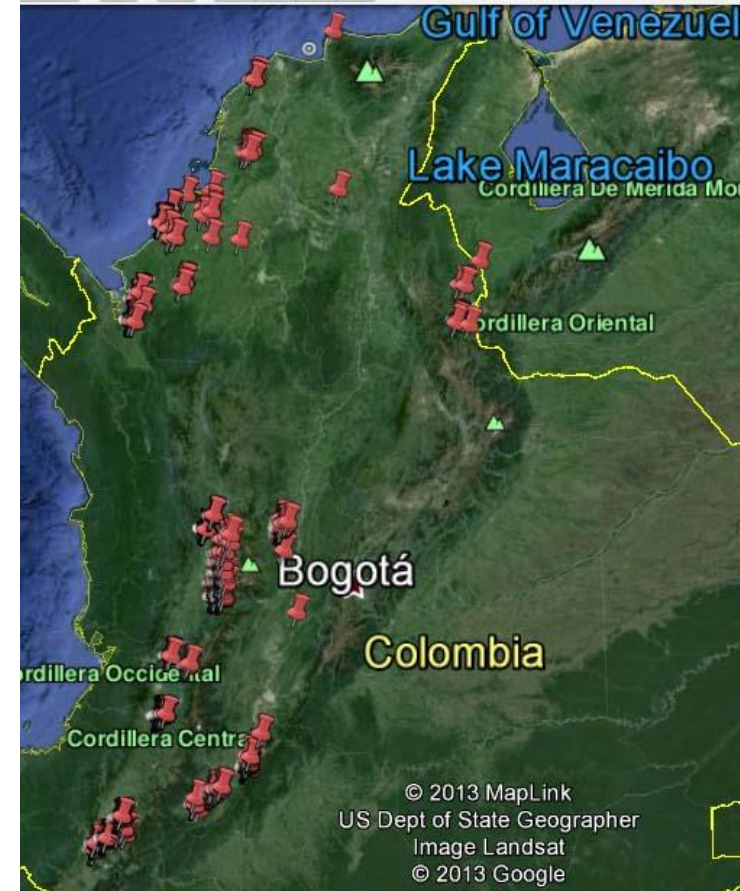 Gulf of Venezuel
Lake Maracaibo
Cordillera De Merida Mo
ordillera Oriental
Bogotá
Colombia
ordillera Occide tal
Cordillera Centra
© 2013 MapLink
US Dept of State Geographer
Image Landsat
© 2013 Google